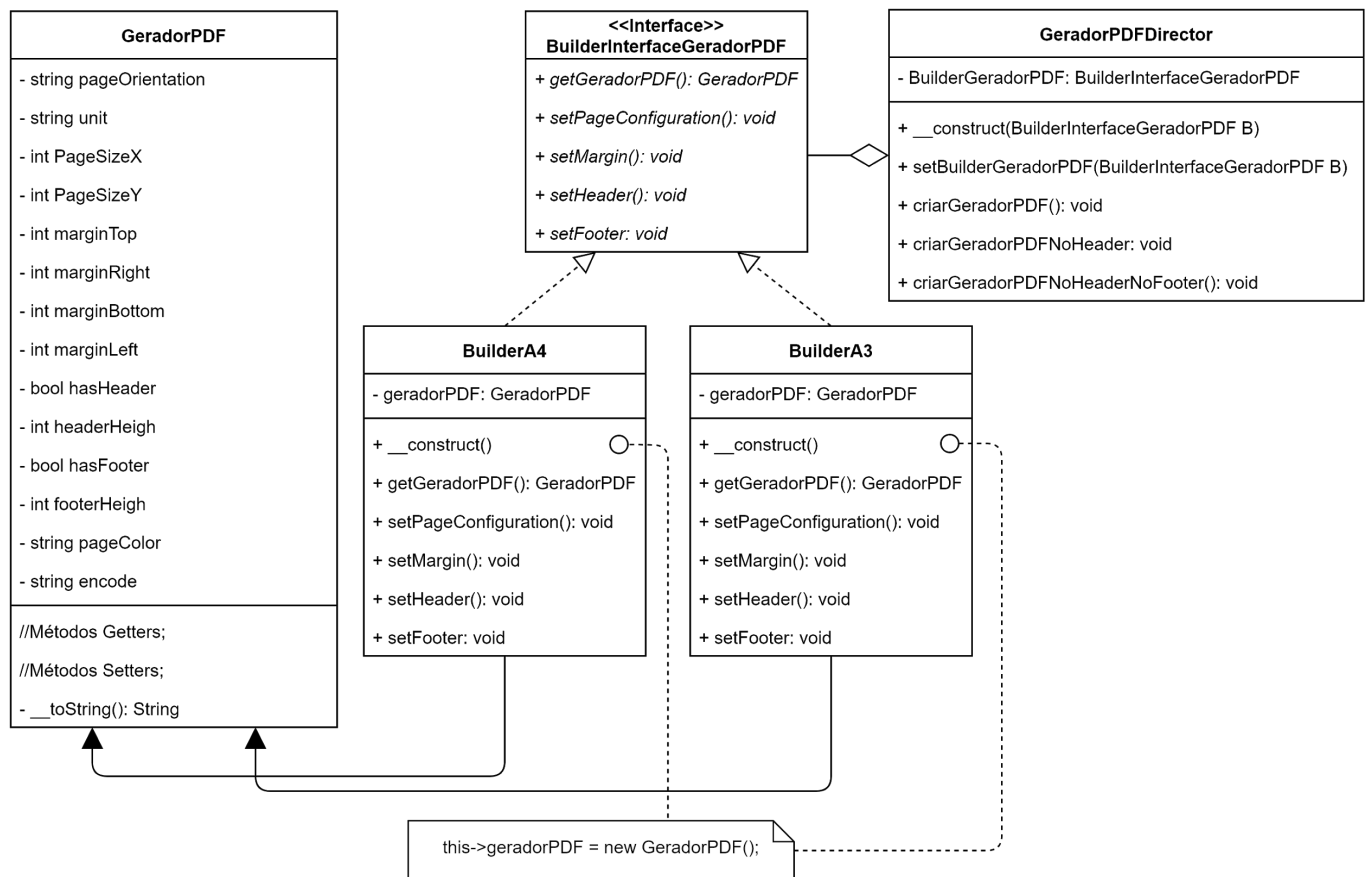 GeradorPDF
- string pageOrientation
- string unit
- int PageSizeX
- int PageSizeY
- int marginTop
- int marginRight
- int marginBottom
- int marginLeft
- bool hasHeader
- int headerHeigh
- bool hasFooter
- int footerHeigh
- string pageColor
- string encode
//Métodos Getters;
//Métodos Setters;
- __toString(): String
<<Interface>>
BuilderInterfaceGeradorPDF
+ getGeradorPDF(): GeradorPDF
+ setPageConfiguration(): void
+ setMargin(): void
+ setHeader(): void
+ setFooter: void
GeradorPDFDirector
- BuilderGeradorPDF: BuilderInterfaceGeradorPDF
+ __construct(BuilderInterfaceGeradorPDF B)
+ setBuilderGeradorPDF(BuilderInterfaceGeradorPDF B)
+ criarGeradorPDF(): void
+ criarGeradorPDFNoHeader: void
+ criarGeradorPDFNoHeaderNoFooter(): void
BuilderA4
- geradorPDF: GeradorPDF
+ __construct()
+ getGeradorPDF(): GeradorPDF
+ setPageConfiguration(): void
+ setMargin(): void
+ setHeader(): void
+ setFooter: void
BuilderA3
- geradorPDF: GeradorPDF
+ __construct()
+ getGeradorPDF(): GeradorPDF
+ setPageConfiguration(): void
+ setMargin(): void
+ setHeader(): void
+ setFooter: void
this->geradorPDF = new GeradorPDF();